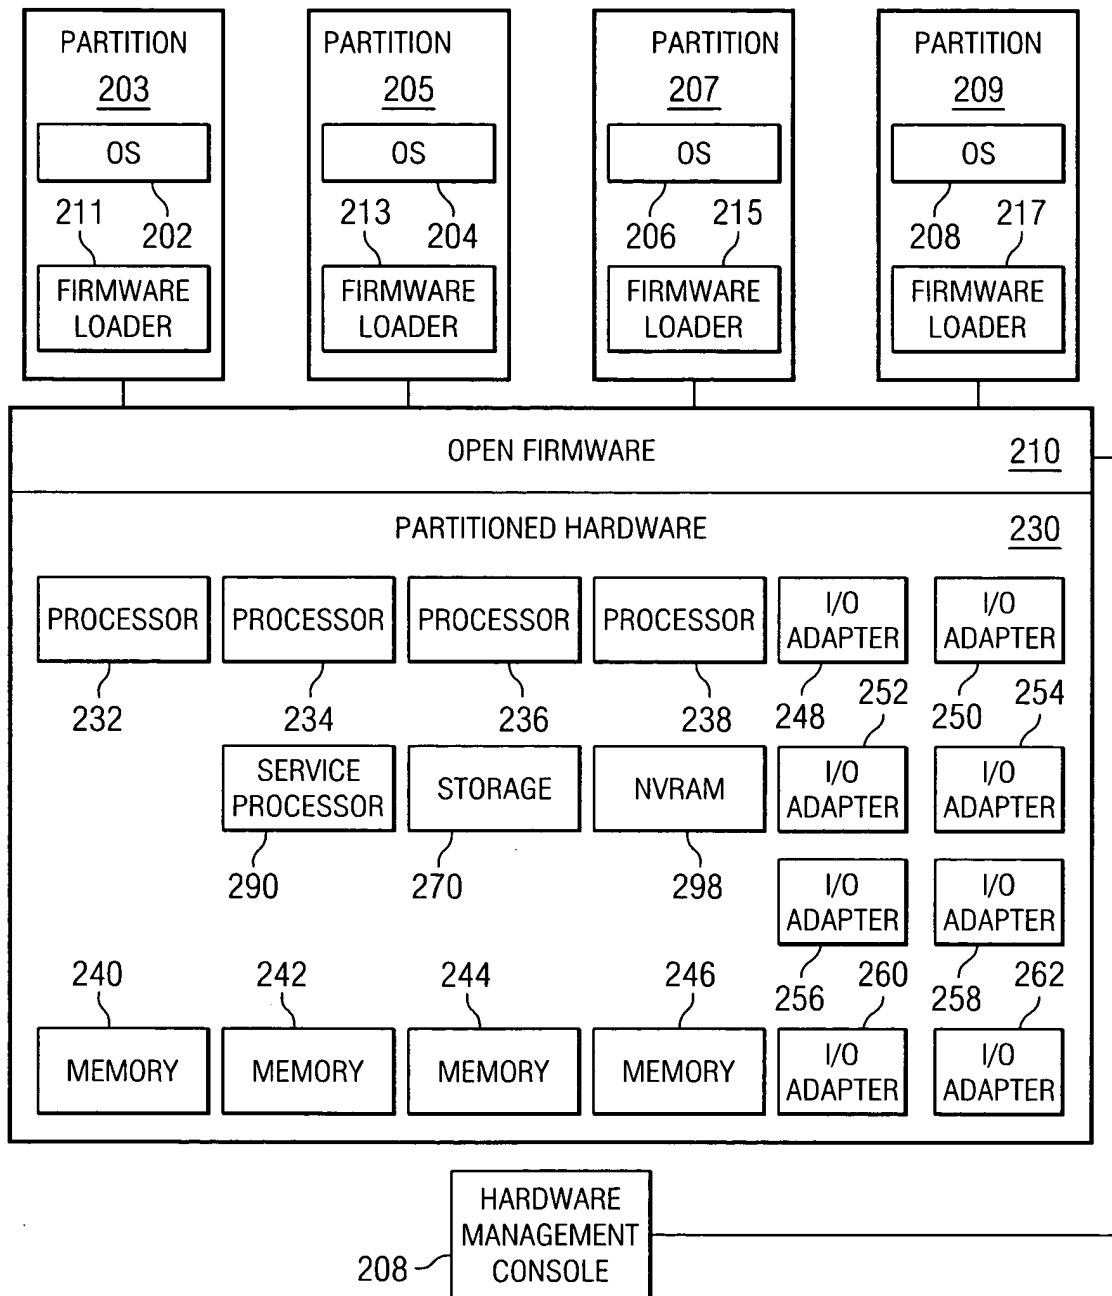 PARTITION PARTITION PARTITION PARTITION
203 205 207 209
OS OS OS OS
211 202 213 204 206 215 208 217
FIRMWARE LOADER FIRMWARE LOADER FIRMWARE LOADER FIRMWARE LOADER
OPEN FIRMWARE 210
PARTITIONED HARDWARE 230
PROCESSOR PROCESSOR PROCESSOR PROCESSOR I/O ADAPTER I/O ADAPTER
232 234 236 238 248 252 250 254
SERVICE PROCESSOR STORAGE NVRAM I/O ADAPTER I/O ADAPTER
290 270 298 I/O ADAPTER I/O ADAPTER
240 242 244 246 256 260 258 262
MEMORY MEMORY MEMORY MEMORY I/O ADAPTER I/O ADAPTER
HARDWARE
MANAGEMENT
CONSOLE
208